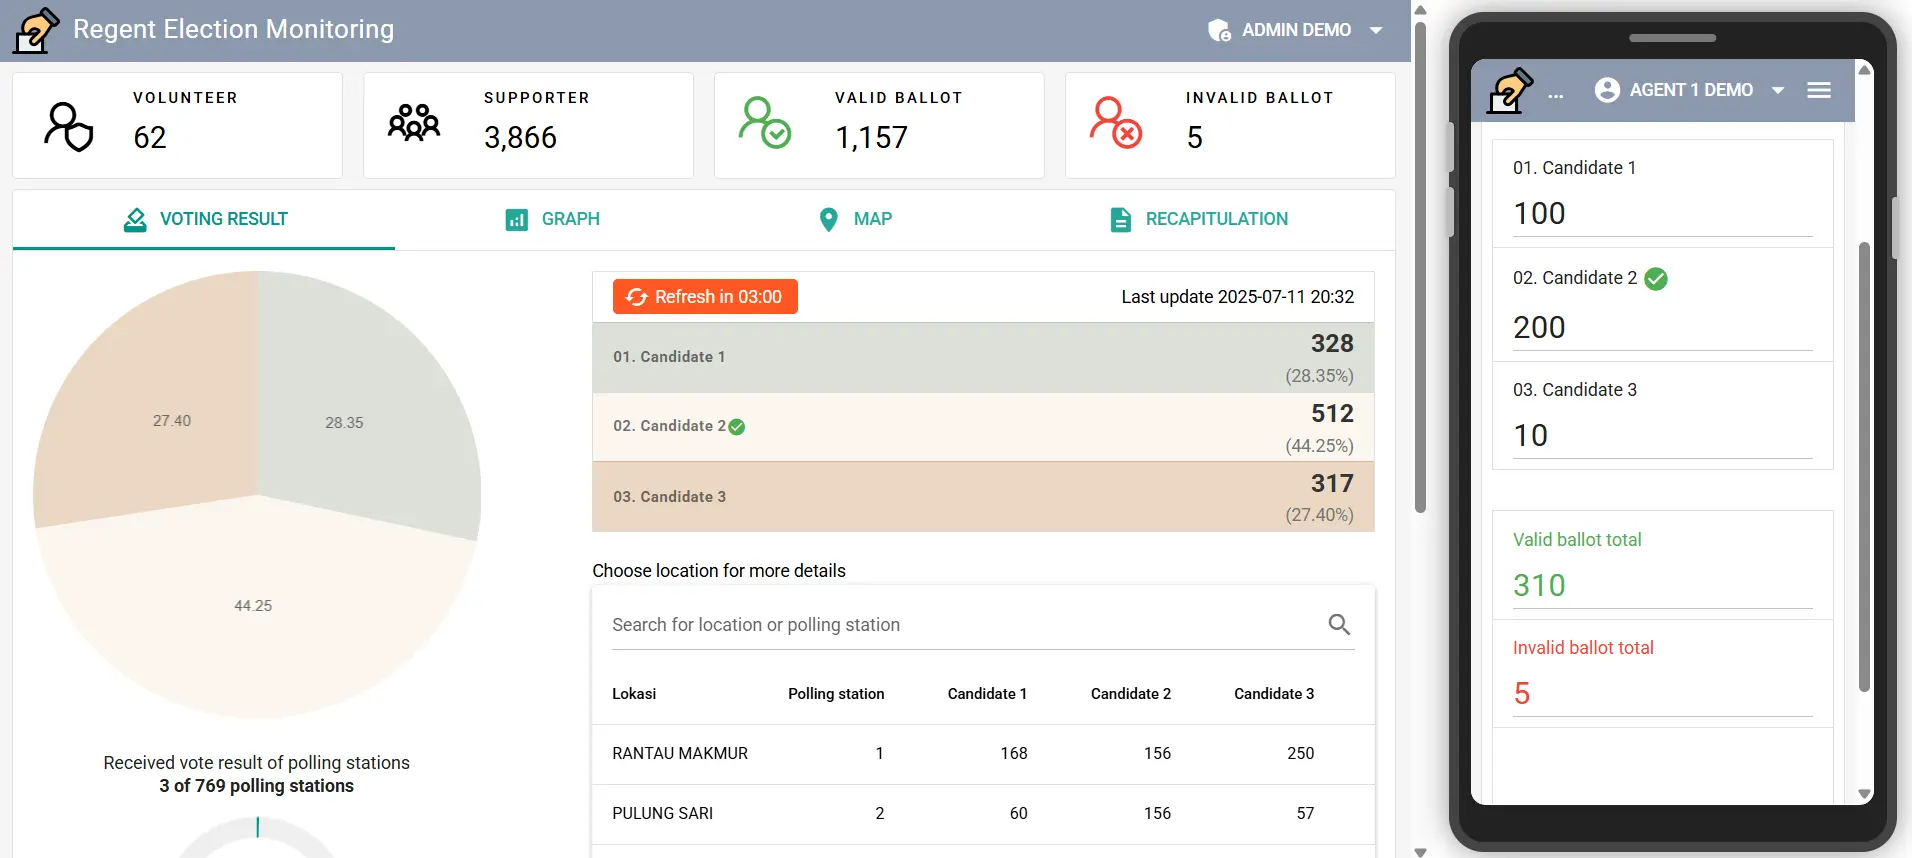 Regent Election Monitoring
ADMIN DEMO
VOLUNTEER
62
SUPPORTER
3,866
VALID BALLOT
1,157
INVALID BALLOT
5
VOTING RESULT
GRAPH
MAP
RECAPITULATION
27.40
28.35
44.25
Received vote result of polling stations
3 of 769 polling stations
Refresh in 03:00
Last update 2025-07-11 20:32
01. Candidate 1
328
(28.35%)
02. Candidate 2
512
(44.25%)
03. Candidate 3
317
(27.40%)
Choose location for more details
Search for location or polling station
Lokasi Polling station Candidate 1 Candidate 2 Candidate 3
RANTAU MAKMUR 1 168 156 250
PULUNG SARI 2 60 156 57
... AGENT 1 DEMO
01. Candidate 1
100
02. Candidate 2
200
03. Candidate 3
10
Valid ballot total
310
Invalid ballot total
5